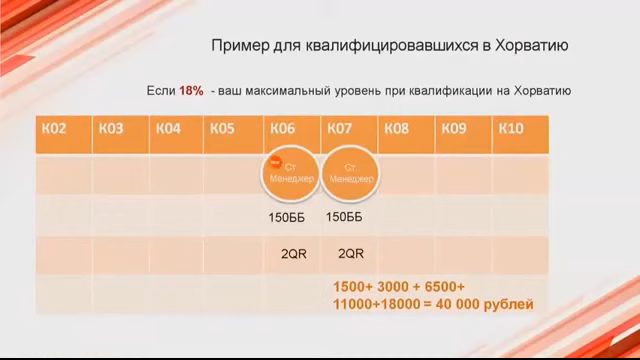 Пример для квалифицировавшихся в Хорватию
Если 18% - ваш максимальный уровень при квалификации на Хорватию
К02 К03 К04 К05 К06 К07 К08 К09 К10
Ст. Менеджер Ст. Менеджер
150ББ 150ББ
2QR 2QR
1500+ 3000 + 6500+
11000+18000 = 40 000 рублей